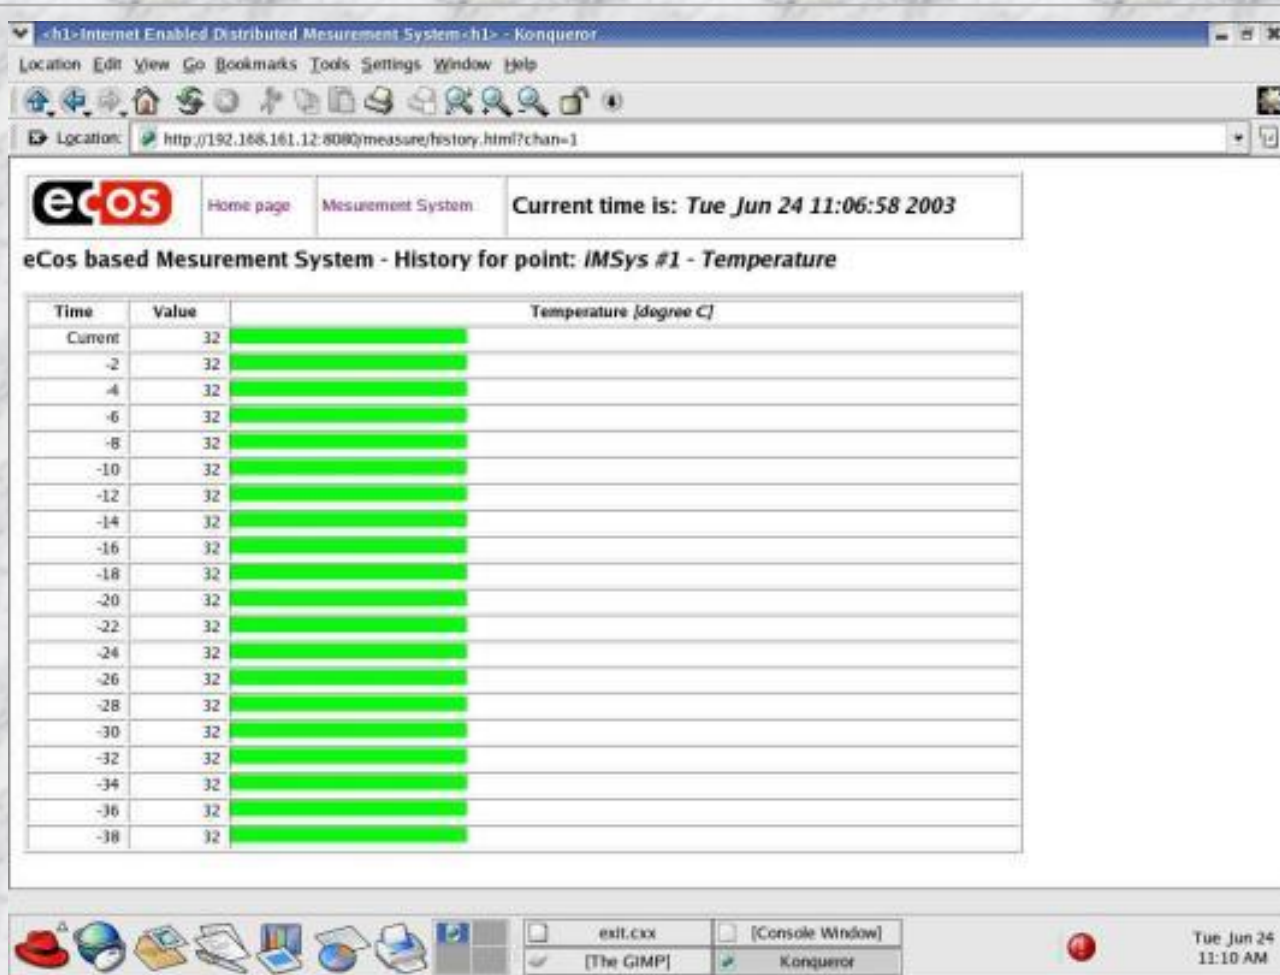 <h1>Internet Enabled Distributed Mesurement System<h1> - Konqueror
Location Edit View Go Bookmarks Tools Settings Window Help
Location: http://192.168.161.12:8080/measure/history.html?chan=1
ecos Home page Mesurement System Current time is: Tue Jun 24 11:06:58 2003
eCos based Mesurement System - History for point: iMSys #1 - Temperature
Time Value Temperature [degree C]
Current 32
-2 32
-4 32
-6 32
-8 32
-10 32
-12 32
-14 32
-16 32
-18 32
-20 32
-22 32
-24 32
-26 32
-28 32
-30 32
-32 32
-34 32
-36 32
-38 32
exit.cxx [Console Window]
[The GIMP] Konqueror
Tue Jun 24
11:10 AM